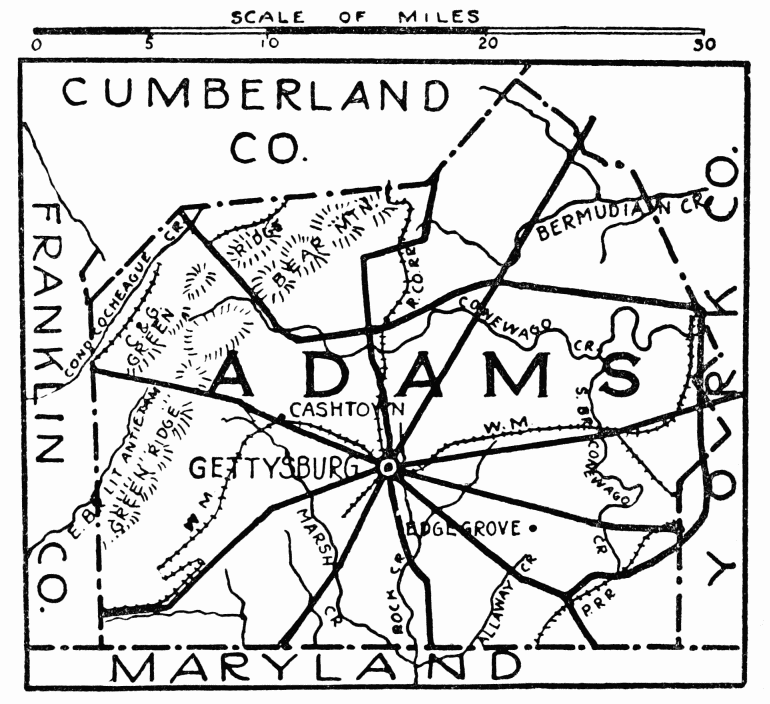 SCALE OF MILES
0 5 10 20 30
CUMBERLAND
CO.
FRANKLIN
CO.
YORK CO.
CONOCOCHEAGUE CR.
RIDGE
BEAR MTN.
P. CO RR
BERMUDIAN CR
CONEWAGO
CR.
G.S.&G.
GREEN
ADAMS
CASHTOWN
W.M
S. BR. CONEWAGO
CR
GETTYSBURG
E. BR. LIT ANTIETAM
GREEN RIDGE
W M
MARSH
CR
ROCK CR
EDGEGROVE
ALLAWAY CR
P.R.R
MARYLAND